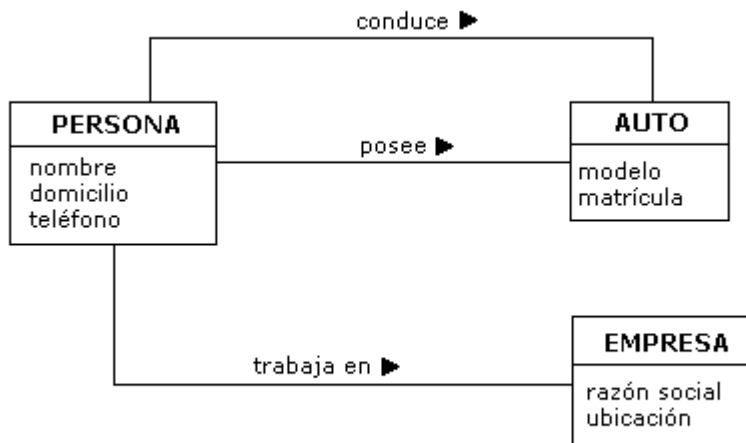 conduce ▶
PERSONA
nombre
domicilio
teléfono
posee ▶
AUTO
modelo
matrícula
trabaja en ▶
EMPRESA
razón social
ubicación